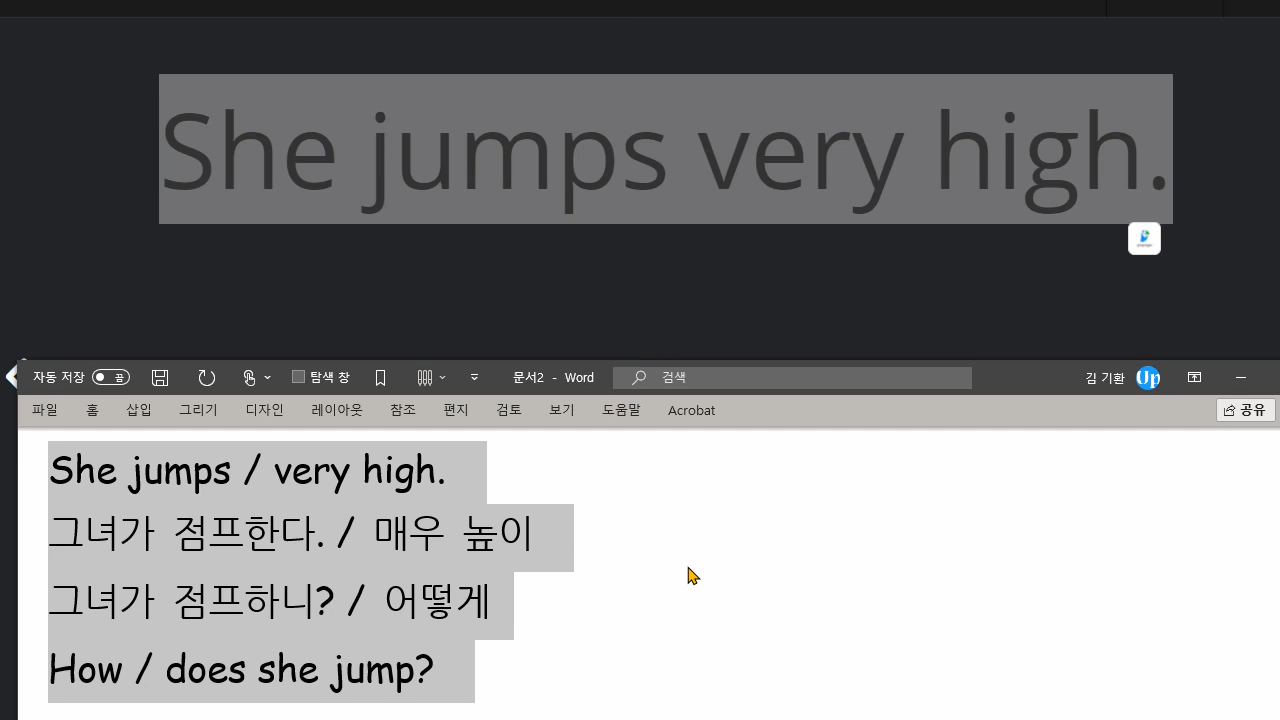 She jumps very high.
자동 저장 끔 탐색 창 문서2 - Word 검색 김 기환 Up
파일 홈 삽입 그리기 디자인 레이아웃 참조 편지 검토 보기 도움말 Acrobat 공유
She jumps / very high.
그녀가 점프한다. / 매우 높이
그녀가 점프하니? / 어떻게
How / does she jump?